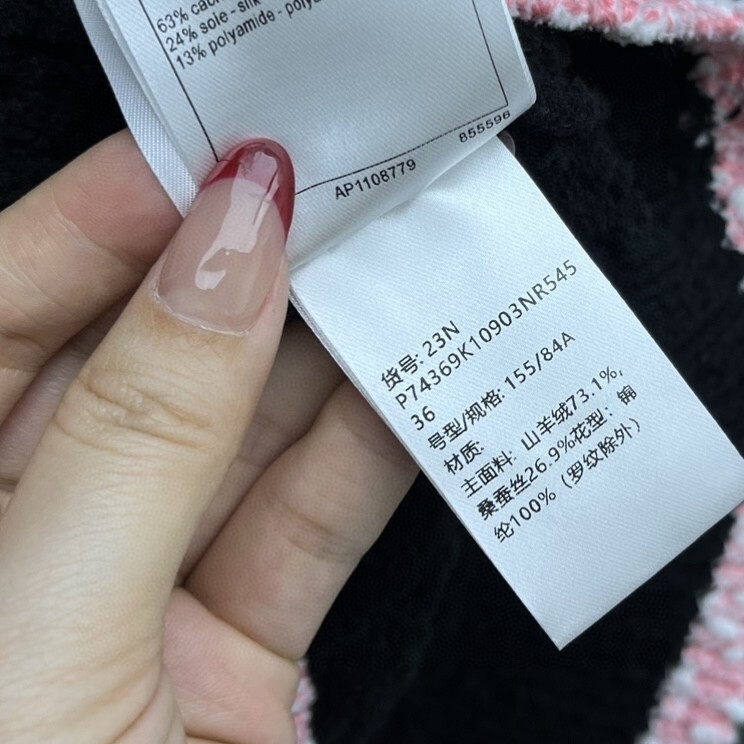 63%
24% sole - silk
13% polyamide -
AP1108779
855596
货号: 23N
P74369K10903NR545
36
号型/规格: 155/84A
材质:
主面料: 山羊绒73.1%,
桑蚕丝26.9%花型: 锦
纶100% (罗纹除外)